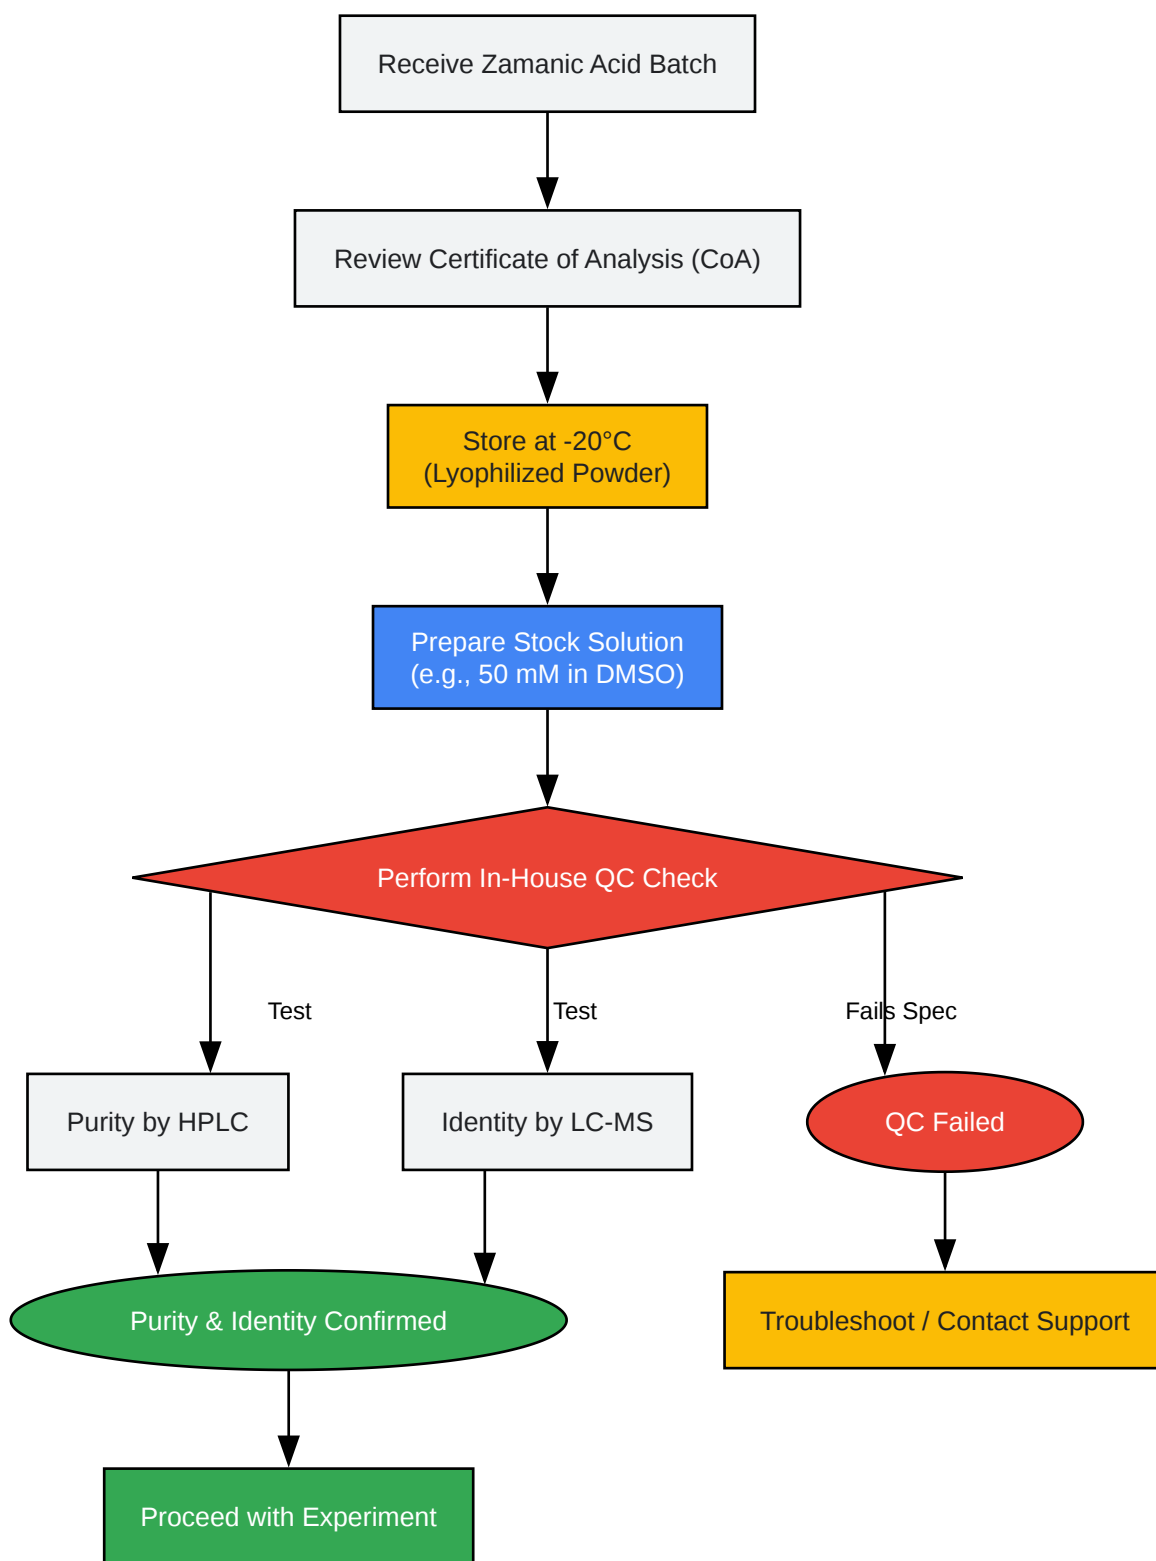 Receive Zamanic Acid Batch
Review Certificate of Analysis (CoA)
Store at -20°C
(Lyophilized Powder)
Prepare Stock Solution
(e.g., 50 mM in DMSO)
Perform In-House QC Check
Test
Test
Fails Spec
Purity by HPLC
Identity by LC-MS
QC Failed
Purity & Identity Confirmed
Troubleshoot / Contact Support
Proceed with Experiment